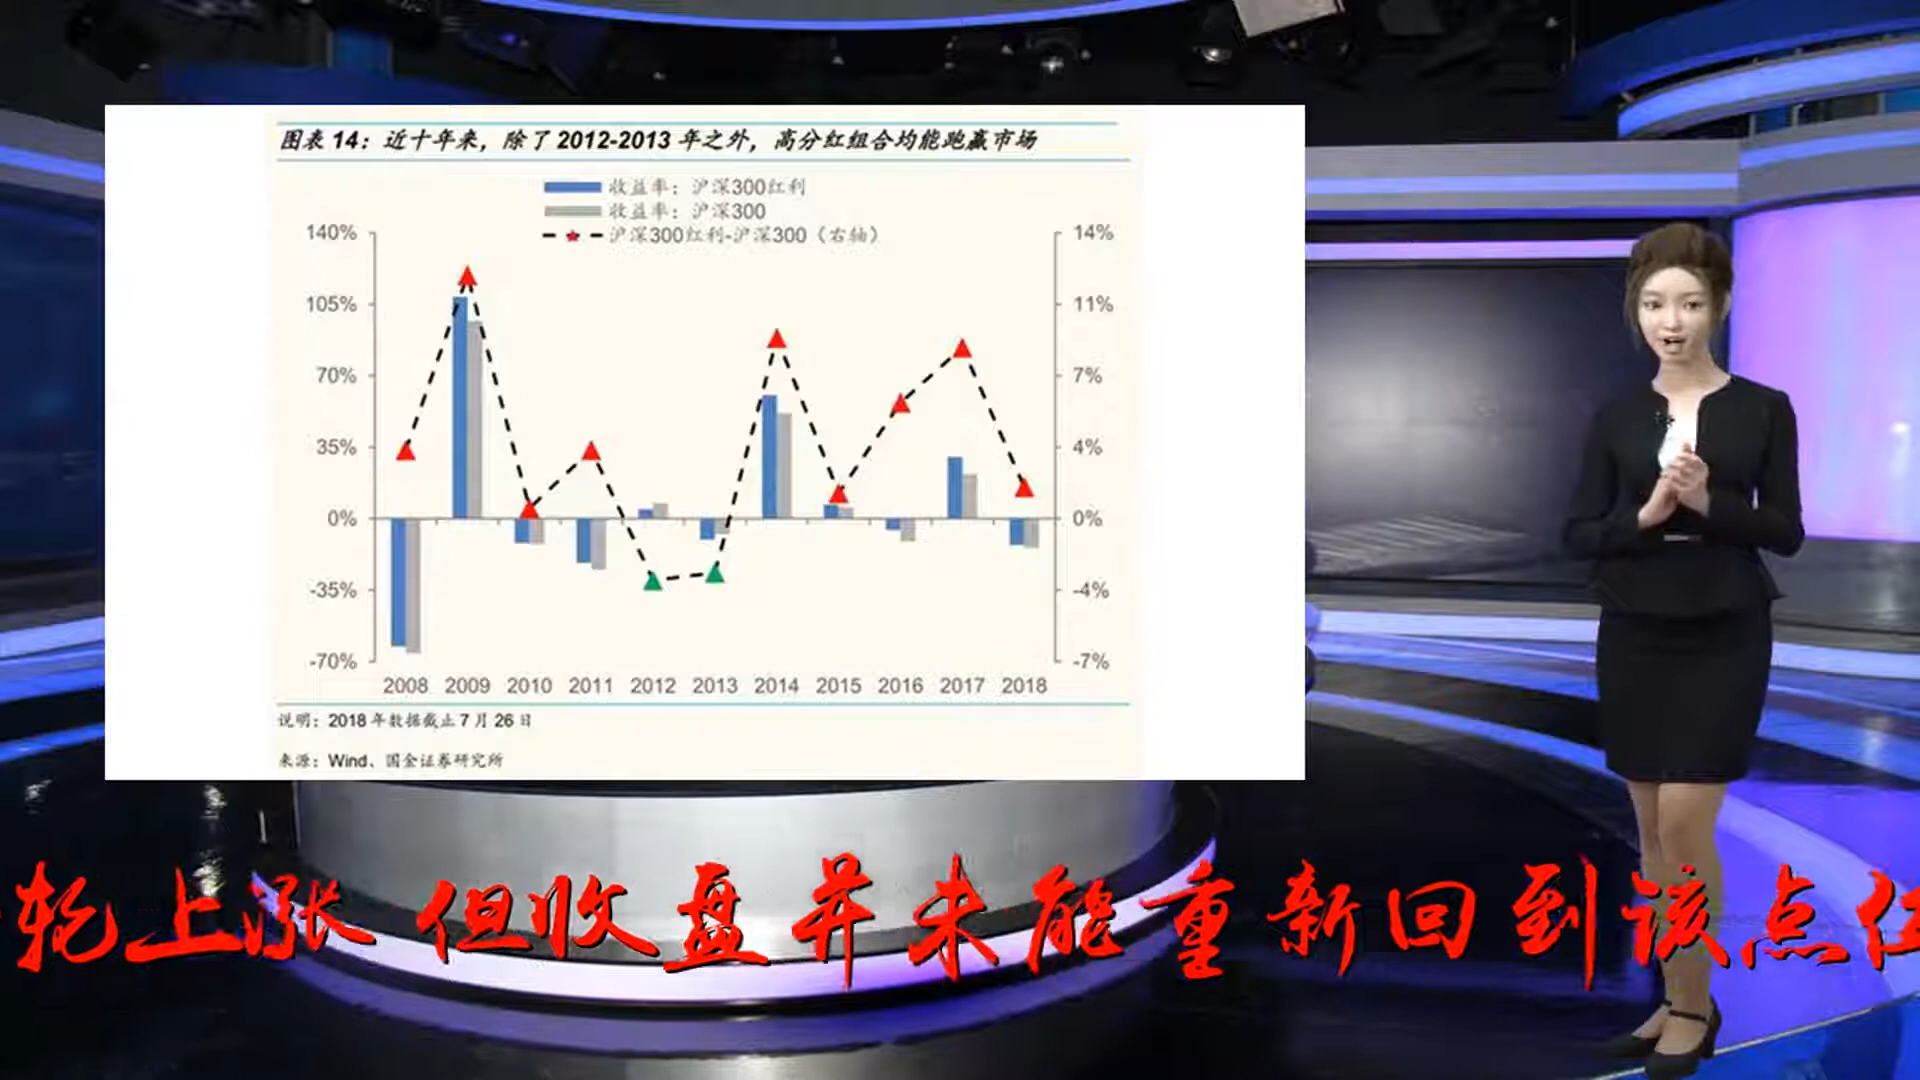 图表 14：近十年来，除了 2012-2013 年之外，高分红组合均能跑赢市场
收益率：沪深300红利
收益率：沪深300
沪深300红利-沪深300（右轴）
140% 14%
105% 11%
70% 7%
35% 4%
0% 0%
-35% -4%
-70% -7%
2008 2009 2010 2011 2012 2013 2014 2015 2016 2017 2018
说明：2018 年数据截止 7 月 26 日
来源：Wind、国金证券研究所
轮上涨 但收盘并未能重新回到该点位